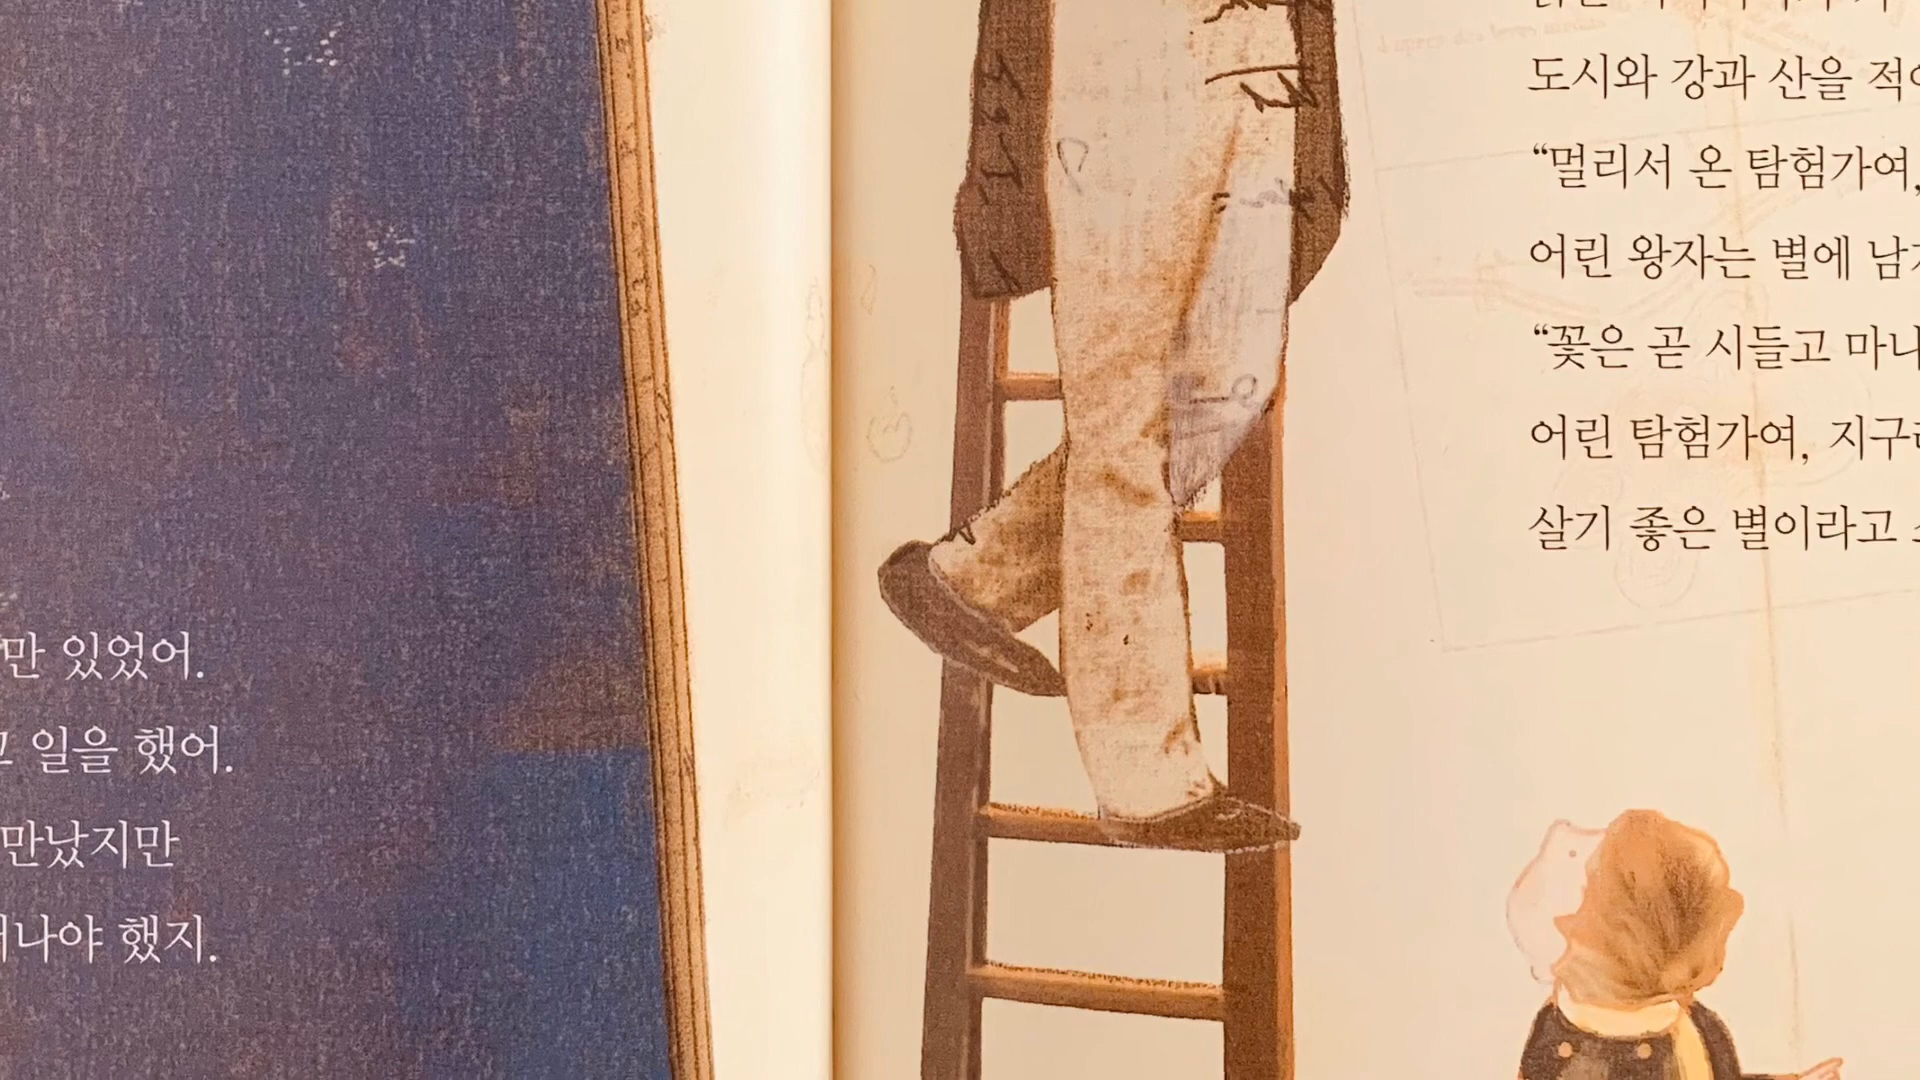 만 있었어.
일을 했어.
만났지만
나야 했지.
도시와 강과 산을
“멀리서 온 탐험가여,
어린 왕자는 별에
“꽃은 곧 시들고 마니
어린 탐험가여, 지구라
살기 좋은 별이라고